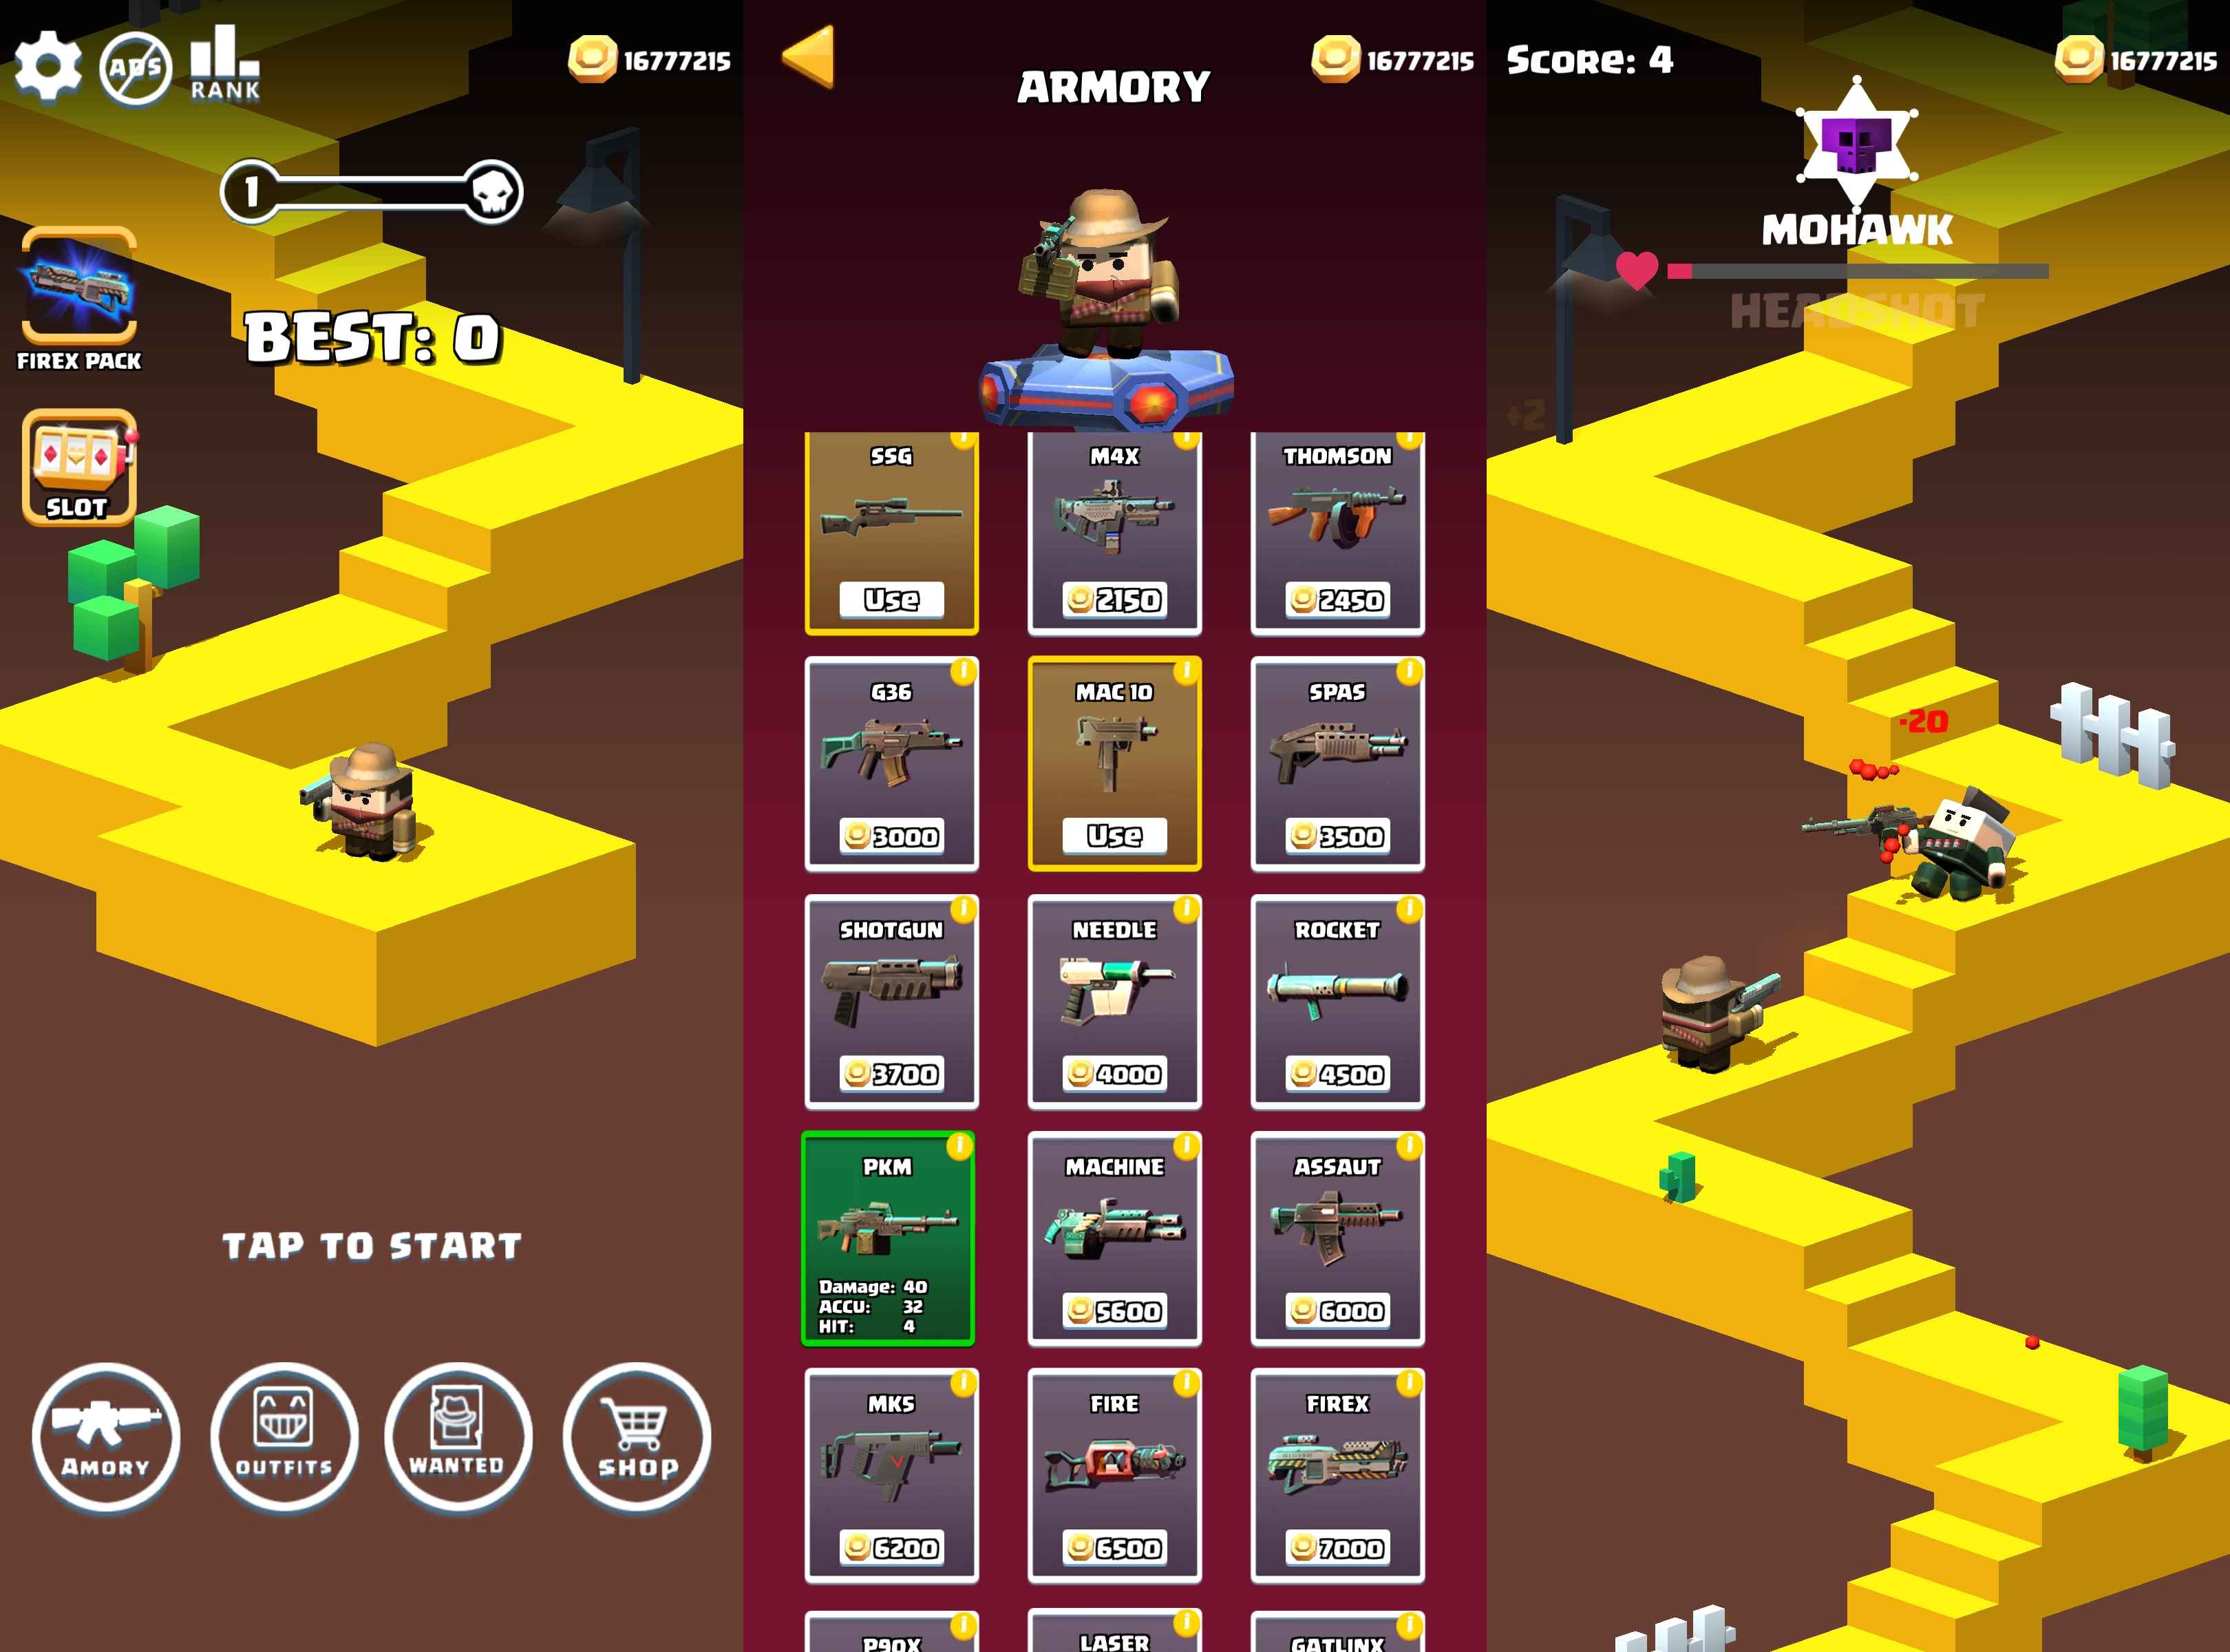 ADS
RANK
16777215
1
FIREX PACK
BEST: 0
SLOT
TAP TO START
AMORY
OUTFITS
WANTED
SHOP
ARMORY
16777215
SSG
M4X
THOMSON
Use
2150
2450
G36
MAC 10
SPAS
3000
Use
3500
SHOTGUN
NEEDLE
ROCKET
3700
4000
4500
PKM
MACHINE
ASSAUT
Damage: 40
ACCU: 32
HIT: 4
5600
6000
MK5
FIRE
FIREX
6200
6500
7000
P90X
LASER
GATLINX
Score: 4
16777215
MOHAWK
HEADSHOT
+2
-20